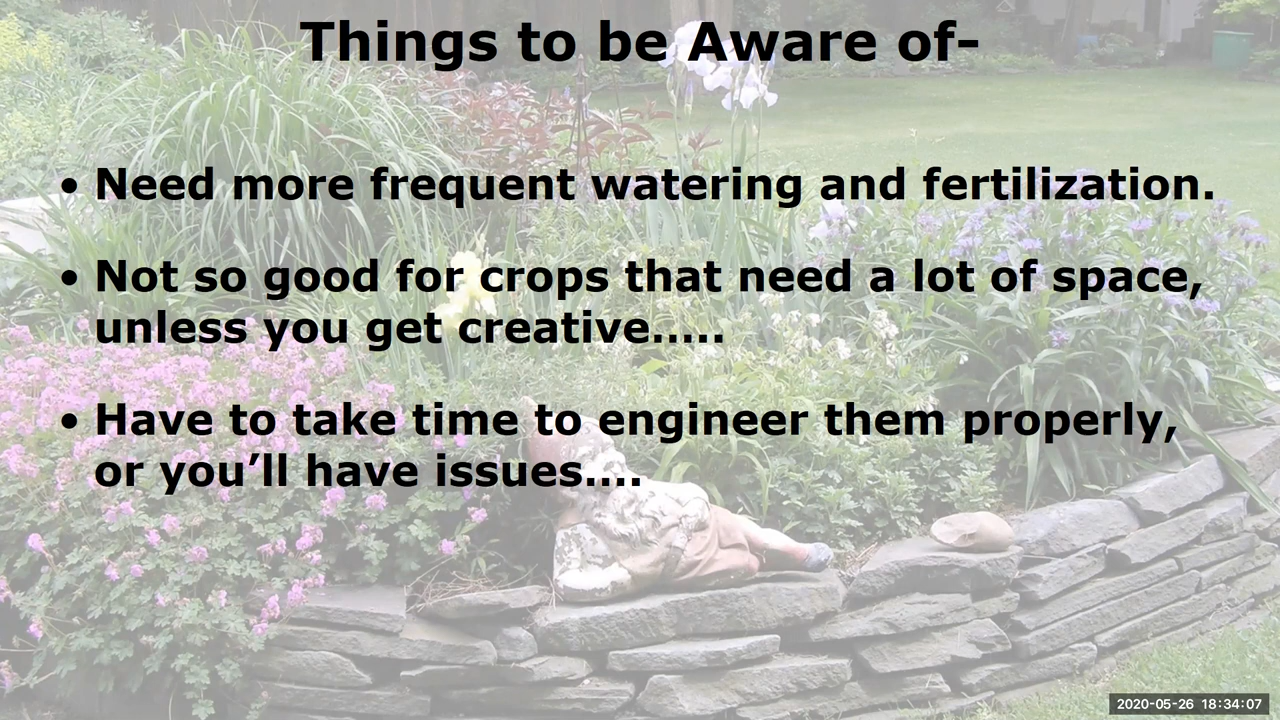 Things to be Aware of-
• Need more frequent watering and fertilization.
• Not so good for crops that need a lot of space,
unless you get creative.....
• Have to take time to engineer them properly,
or you’ll have issues....
2020-05-26 18:34:07